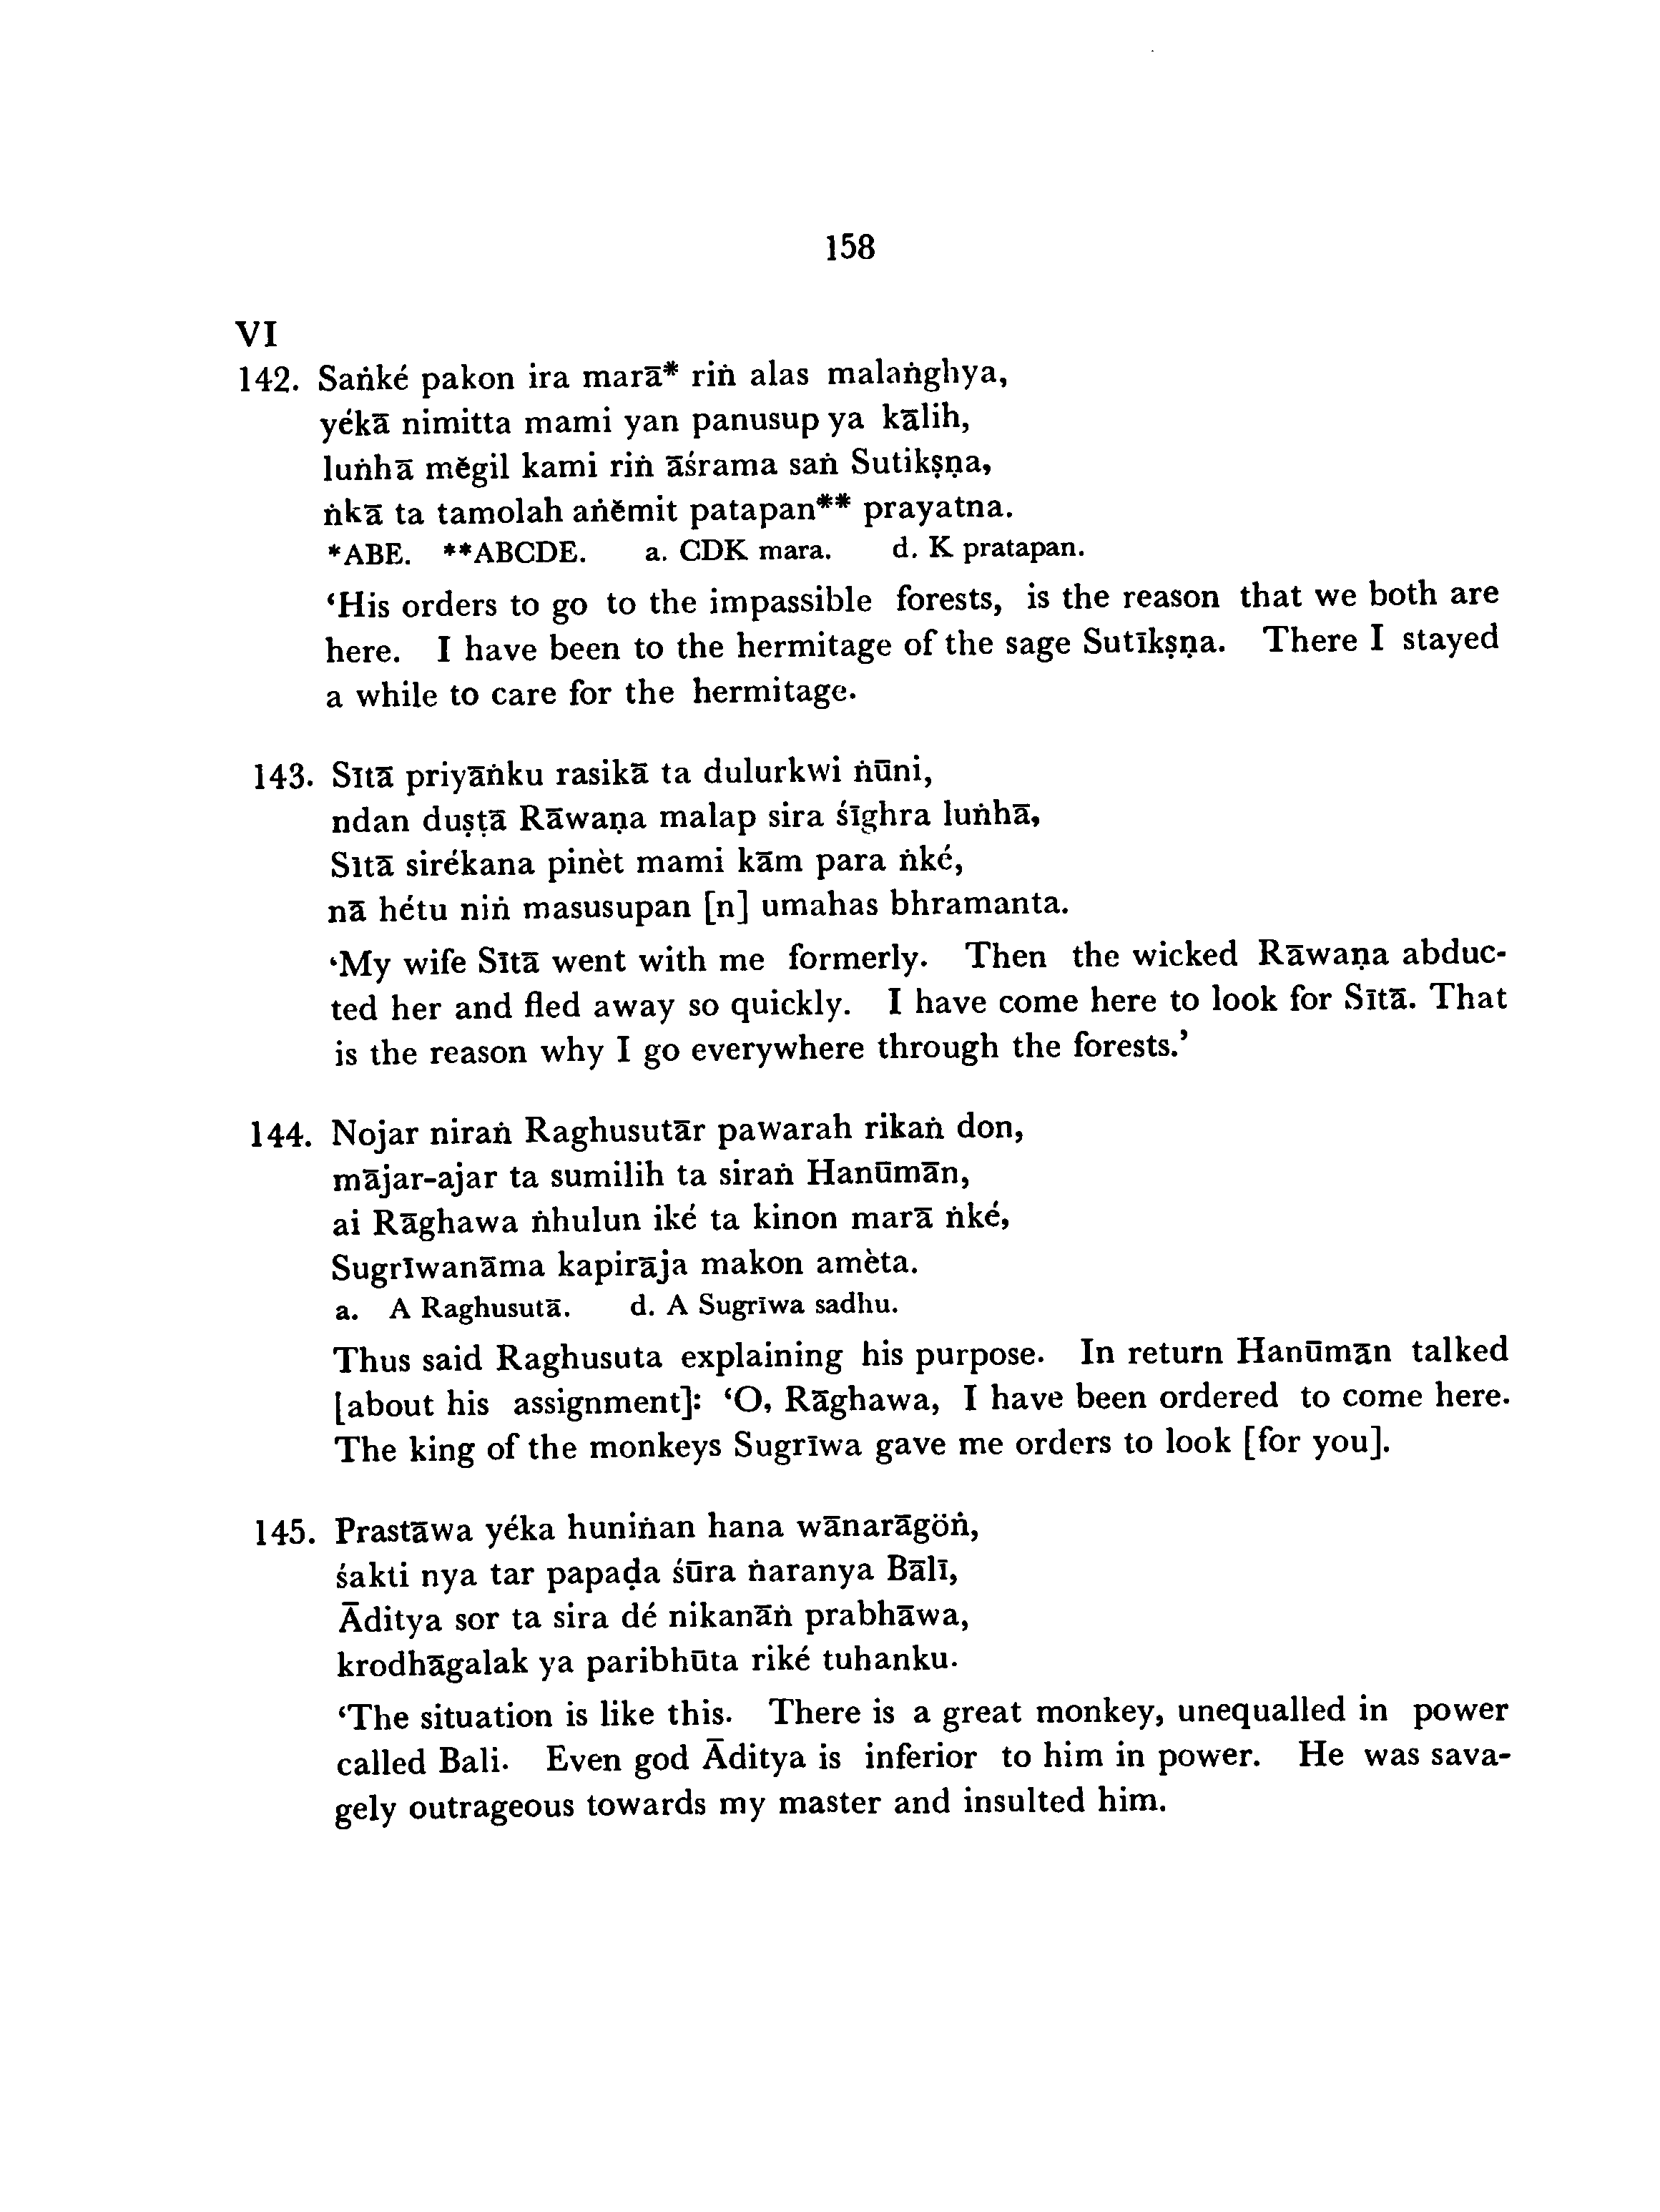 158
VI
142. Saṅké pakon ira marā* riṅ alas malaṅghya,
yékā nimitta mami yan panusup ya kālih,
luṅhā mĕgil kami riṅ āśrama saṅ Sutikṣṇa,
ṅkā ta tamolah aṅĕmit patapan** prayatna.
*ABE. **ABCDE. a. CDK mara. d. K pratapan.
‘His orders to go to the impassible forests, is the reason that we both are
here. I have been to the hermitage of the sage Sutīkṣṇa. There I stayed
a while to care for the hermitage.
143. Sītā priyāṅku rasikā ta dulurkwi ṅūni,
ndan duṣṭā Rāwaṇa malap sira śīghra luṅhā,
Sītā sirékana pinèt mami kām para ṅké,
nā hétu niṅ masusupan [n] umahas bhramanta.
‘My wife Sītā went with me formerly. Then the wicked Rāwaṇa abduc-
ted her and fled away so quickly. I have come here to look for Sītā. That
is the reason why I go everywhere through the forests.’
144. Nojar niraṅ Raghusutār pawarah rikaṅ don,
mājar-ajar ta sumilih ta siraṅ Hanūmān,
ai Rāghawa ṅhulun iké ta kinon marā ṅké,
Sugrīwanāma kapirāja makon amèta.
a. A Raghusutā. d. A Sugrīwa sadhu.
Thus said Raghusuta explaining his purpose. In return Hanūmān talked
[about his assignment]: ‘O, Rāghawa, I have been ordered to come here.
The king of the monkeys Sugrīwa gave me orders to look [for you].
145. Prastāwa yéka huniṅan hana wānarāgöṅ,
śakti nya tar papaḍa śūra ṅaranya Bālī,
Āditya sor ta sira dé nikanāṅ prabhāwa,
krodhāgalak ya paribhūta riké tuhanku.
‘The situation is like this. There is a great monkey, unequalled in power
called Bali. Even god Āditya is inferior to him in power. He was sava-
gely outrageous towards my master and insulted him.